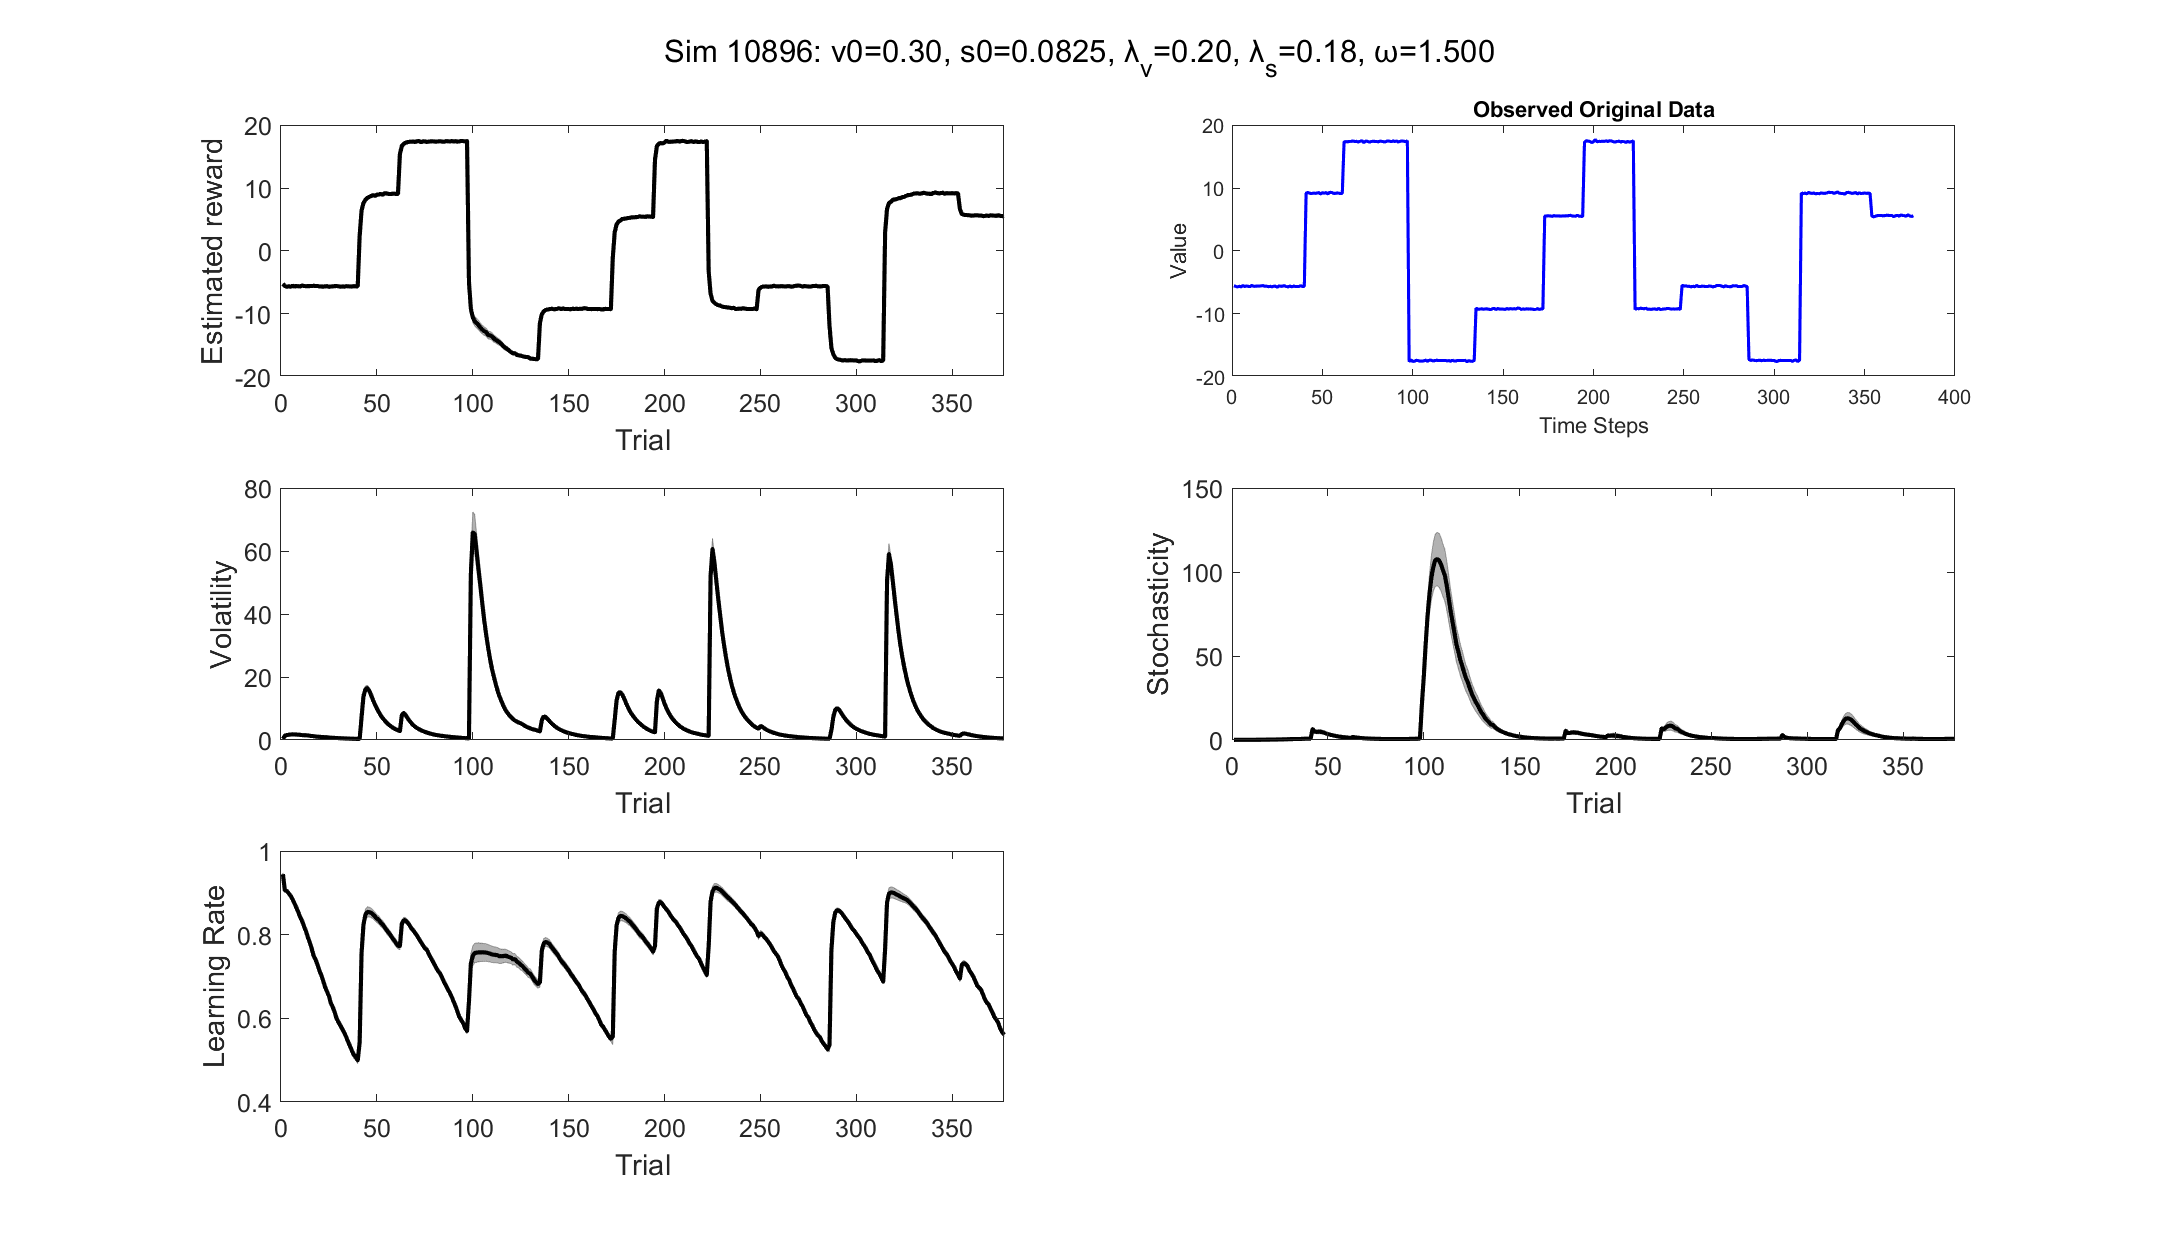 Sim 10896: v0=0.30, s0=0.0825, λ_v=0.20, λ_s=0.18, ω=1.500
Estimated reward
20
10
0
-10
-20
0 50 100 150 200 250 300 350
Trial
Observed Original Data
Value
20
10
0
-10
-20
0 50 100 150 200 250 300 350 400
Time Steps
Volatility
80
60
40
20
0
0 50 100 150 200 250 300 350
Trial
Stochasticity
150
100
50
0
0 50 100 150 200 250 300 350
Trial
Learning Rate
1
0.8
0.6
0.4
0 50 100 150 200 250 300 350
Trial